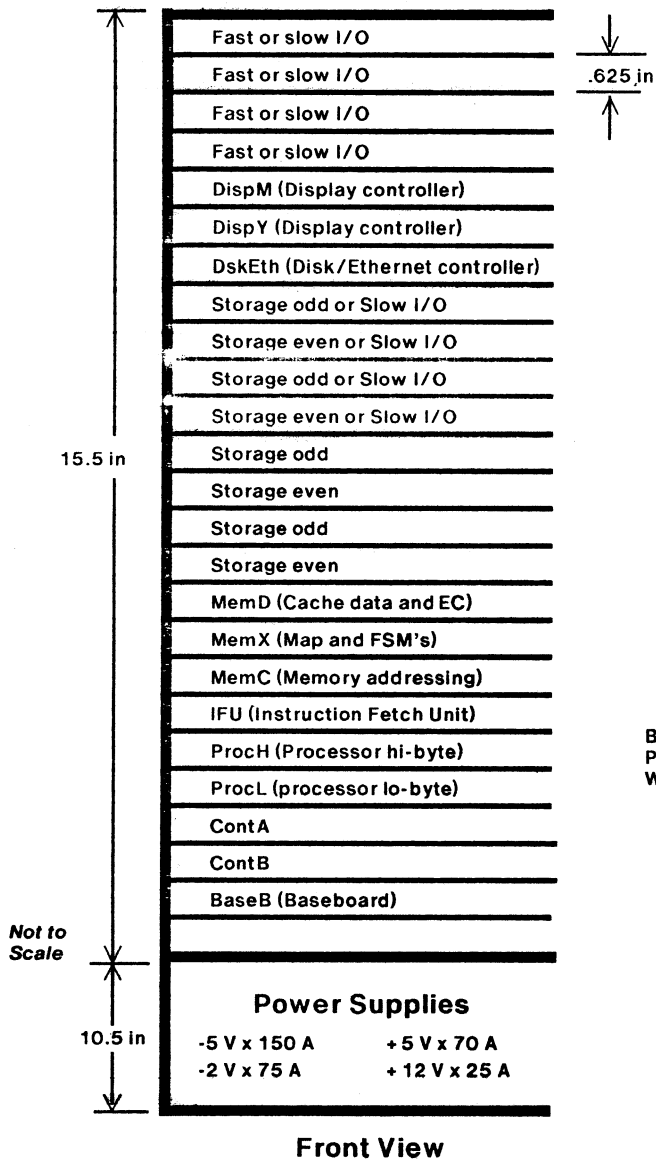 Fast or slow I/O
Fast or slow I/O
.625 in
Fast or slow I/O
Fast or slow I/O
DispM (Display controller)
DispY (Display controller)
DskEth (Disk/Ethernet controller)
Storage odd or Slow I/O
Storage even or Slow I/O
Storage odd or Slow I/O
Storage even or Slow I/O
15.5 in
Storage odd
Storage even
Storage odd
Storage even
MemD (Cache data and EC)
MemX (Map and FSM's)
MemC (Memory addressing)
IFU (Instruction Fetch Unit)
ProcH (Processor hi-byte)
B
P
W
ProcL (processor lo-byte)
ContA
ContB
BaseB (Baseboard)
Not to
Scale
Power Supplies
10.5 in
-5 V x 150 A +5 V x 70 A
-2 V x 75 A +12 V x 25 A
Front View